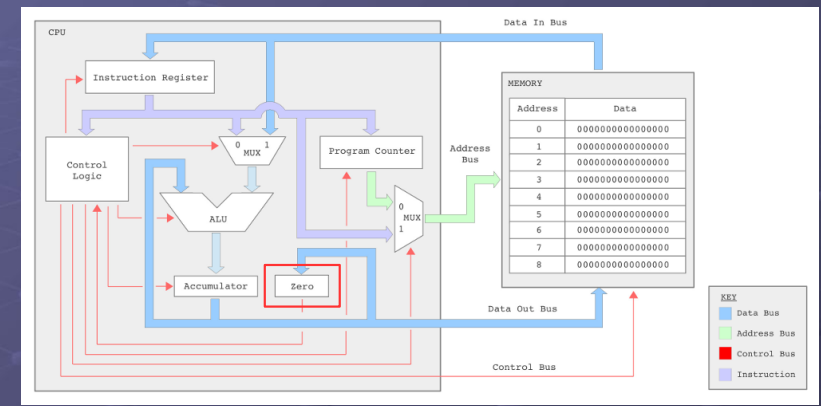 Data In Bus
CPU
Instruction Register
MEMORY
Address Data
0 0000000000000000
1 0000000000000000
2 0000000000000000
3 0000000000000000
4 0000000000000000
5 0000000000000000
6 0000000000000000
7 0000000000000000
8 0000000000000000
0 1
MUX
Program Counter
Address
Bus
Control
Logic
0
MUX
1
ALU
Accumulator
Zero
Data Out Bus
Control Bus
KEY
Data Bus
Address Bus
Control Bus
Instruction